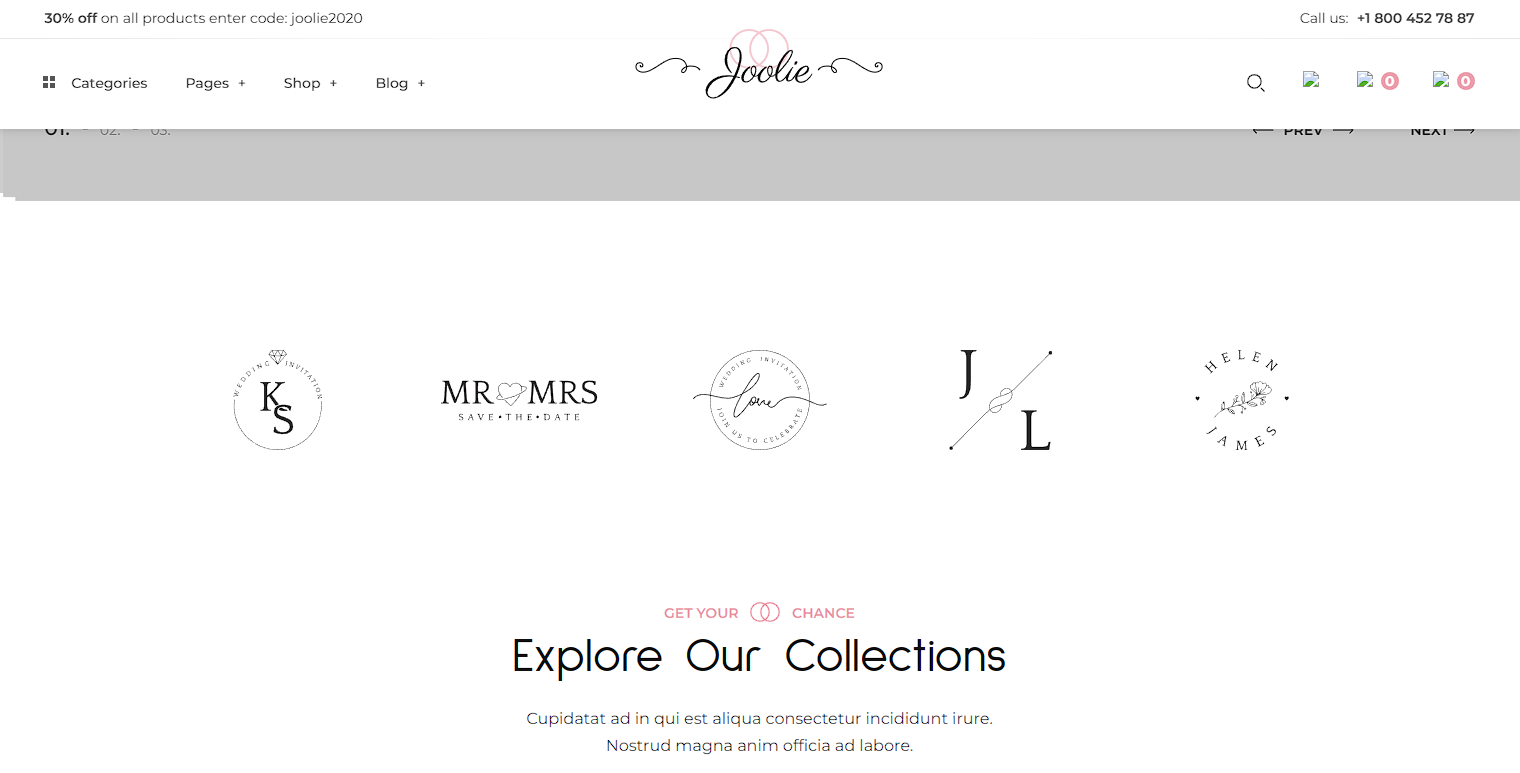 30% off on all products enter code: joolie2020
Call us: +1 800 452 78 87
Categories Pages + Shop + Blog +
Joolie
0 0
01. 02. 03.
PREV NEXT
WEDDING INVITATION
K
S
MR MRS
SAVE•THE•DATE
WEDDING INVITATION
love
JOIN US TO CELEBRATE
J
L
HELEN
JAMES
GET YOUR CHANCE
Explore Our Collections
Cupidatat ad in qui est aliqua consectetur incididunt irure.
Nostrud magna anim officia ad labore.